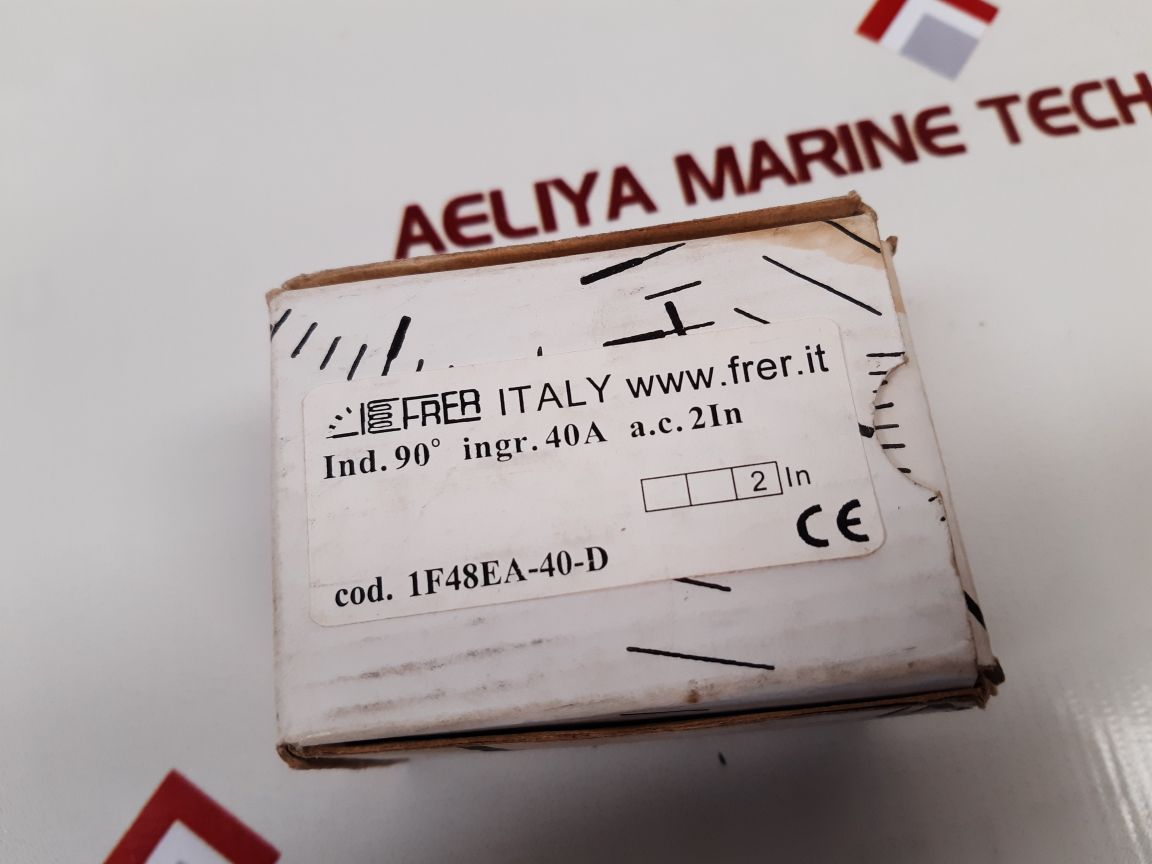 AELIYA MARINE TECH
FRER ITALY www.frer.it
Ind. 90° ingr. 40A a.c. 2In
2 In
CE
cod. 1F48EA-40-D